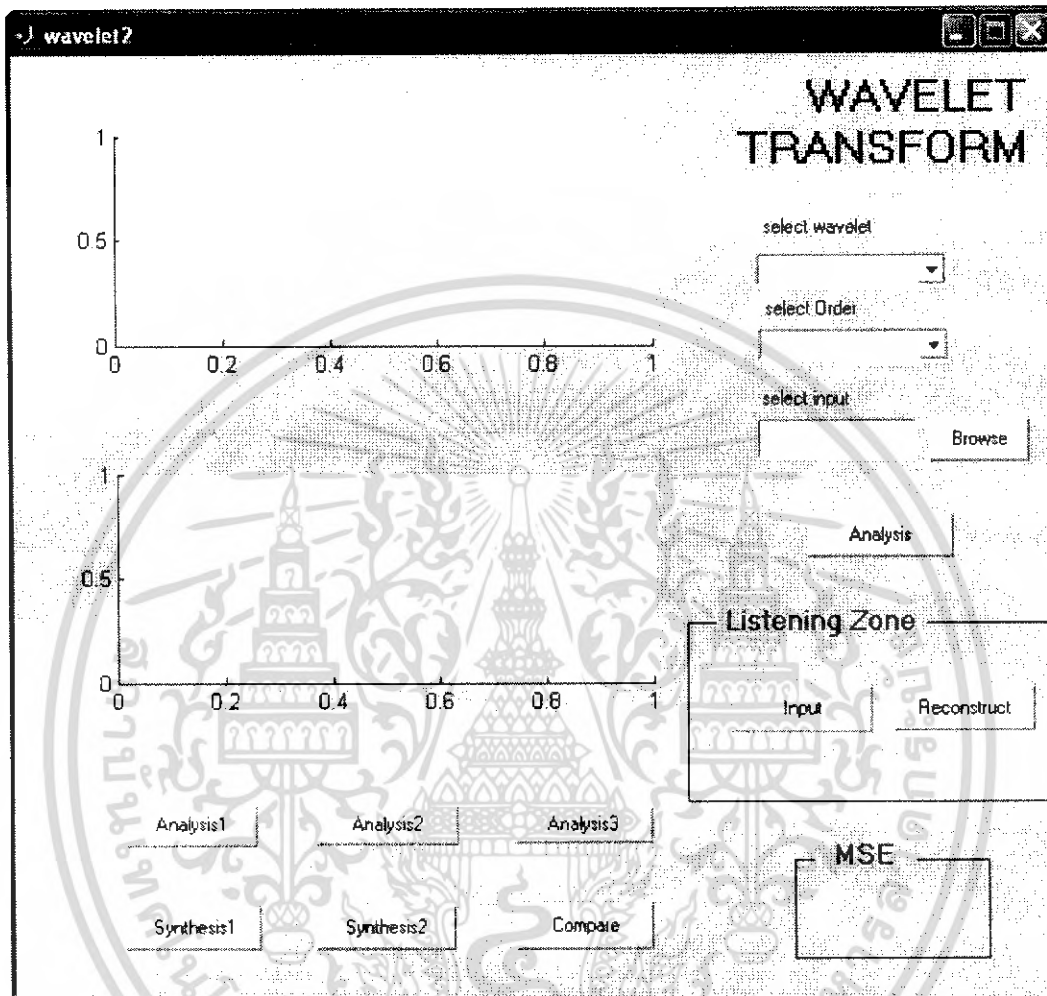 wavelet2
WAVELET
TRANSFORM
1
0.5
0
0 0.2 0.4 0.6 0.8 1
select wavelet
select Order
select input
Browse
1
0.5
0
0 0.2 0.4 0.6 0.8 1
Analysis
Listening Zone
Input Reconstruct
Analysis1 Analysis2 Analysis3
MSE
Synthesis1 Synthesis2 Compare